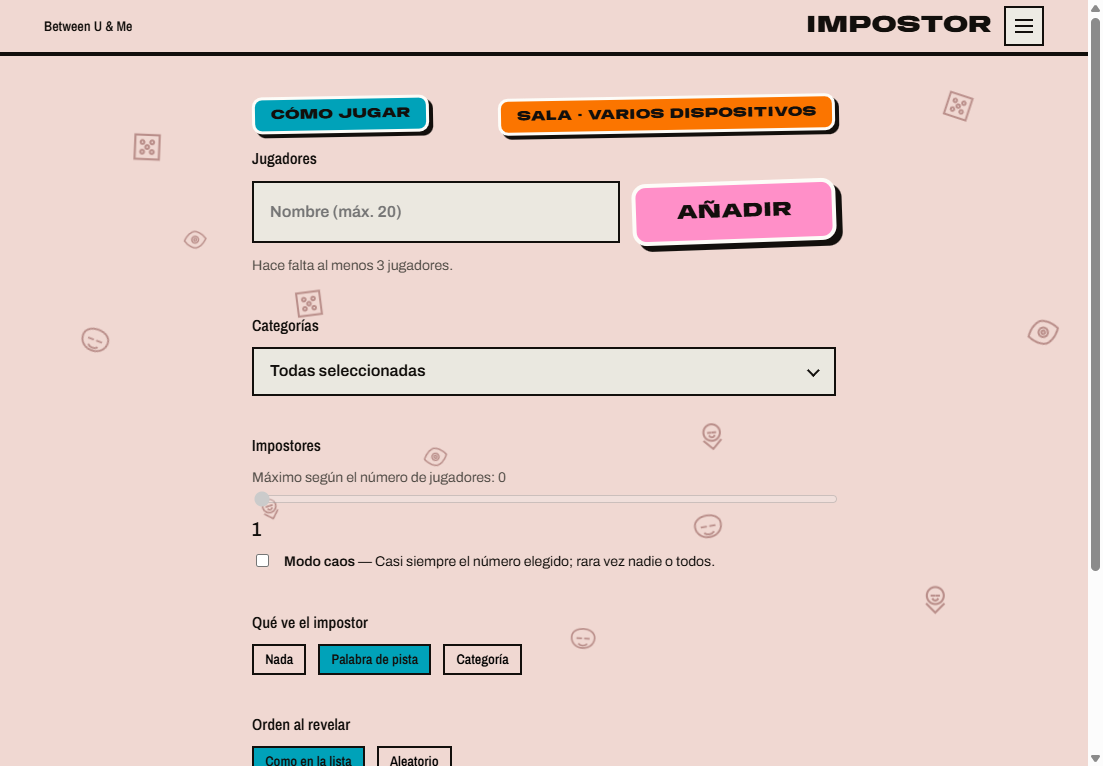 Between U & Me
IMPOSTOR
CÓMO JUGAR
SALA · VARIOS DISPOSITIVOS
Jugadores
Nombre (máx. 20)
AÑADIR
Hace falta al menos 3 jugadores.
Categorías
Todas seleccionadas
Impostores
Máximo según el número de jugadores: 0
1
Modo caos — Casi siempre el número elegido; rara vez nadie o todos.
Qué ve el impostor
Nada
Palabra de pista
Categoría
Orden al revelar
Como en la lista
Aleatorio